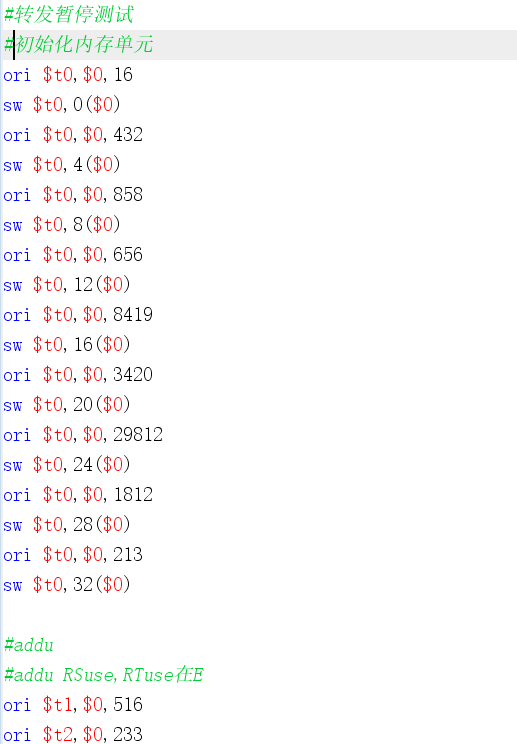 #转发暂停测试
#初始化内存单元
ori $t0,$0,16
sw $t0,0($0)
ori $t0,$0,432
sw $t0,4($0)
ori $t0,$0,858
sw $t0,8($0)
ori $t0,$0,656
sw $t0,12($0)
ori $t0,$0,8419
sw $t0,16($0)
ori $t0,$0,3420
sw $t0,20($0)
ori $t0,$0,29812
sw $t0,24($0)
ori $t0,$0,1812
sw $t0,28($0)
ori $t0,$0,213
sw $t0,32($0)
#addu
#addu RSuse,RTuse在E
ori $t1,$0,516
ori $t2,$0,233